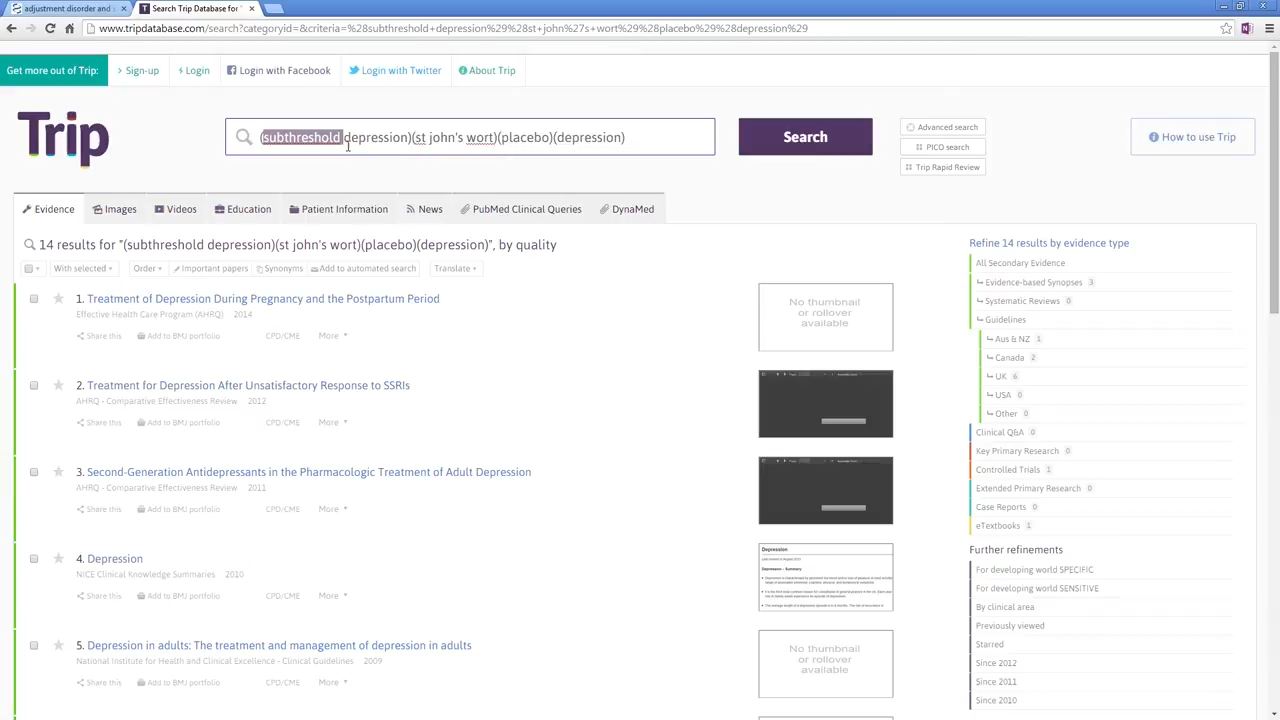 adjustment disorder and
Search Trip Database for "
www.tripdatabase.com/search?categoryid=&criteria=%28subthreshold+depression%29%28st+john%27s+wort%29%28placebo%29%28depression%29
Get more out of Trip:
Sign-up
Login
Login with Facebook
Login with Twitter
About Trip
Trip
(subthreshold depression)(st john's wort)(placebo)(depression)
Search
Advanced search
PICO search
Trip Rapid Review
How to use Trip
Evidence
Images
Videos
Education
Patient Information
News
PubMed Clinical Queries
DynaMed
14 results for "(subthreshold depression)(st john's wort)(placebo)(depression)", by quality
With selected
Order
Important papers
Synonyms
Add to automated search
Translate
1. Treatment of Depression During Pregnancy and the Postpartum Period
Effective Health Care Program (AHRQ) 2014
Share this
Add to BMJ portfolio
CPD/CME
More
No thumbnail
or rollover
available
2. Treatment for Depression After Unsatisfactory Response to SSRIs
AHRQ - Comparative Effectiveness Review 2012
Share this
Add to BMJ portfolio
CPD/CME
More
3. Second-Generation Antidepressants in the Pharmacologic Treatment of Adult Depression
AHRQ - Comparative Effectiveness Review 2011
Share this
Add to BMJ portfolio
CPD/CME
More
4. Depression
NICE Clinical Knowledge Summaries 2010
Share this
Add to BMJ portfolio
CPD/CME
More
Depression
Depression - Summary
5. Depression in adults: The treatment and management of depression in adults
National Institute for Health and Clinical Excellence - Clinical Guidelines 2009
Share this
Add to BMJ portfolio
CPD/CME
More
No thumbnail
or rollover
available
Refine 14 results by evidence type
All Secondary Evidence
Evidence-based Synopses 3
Systematic Reviews 0
Guidelines
Aus & NZ 1
Canada 2
UK 6
USA 0
Other 0
Clinical Q&A 0
Key Primary Research 0
Controlled Trials 1
Extended Primary Research 0
Case Reports 0
eTextbooks 1
Further refinements
For developing world SPECIFIC
For developing world SENSITIVE
By clinical area
Previously viewed
Starred
Since 2012
Since 2011
Since 2010